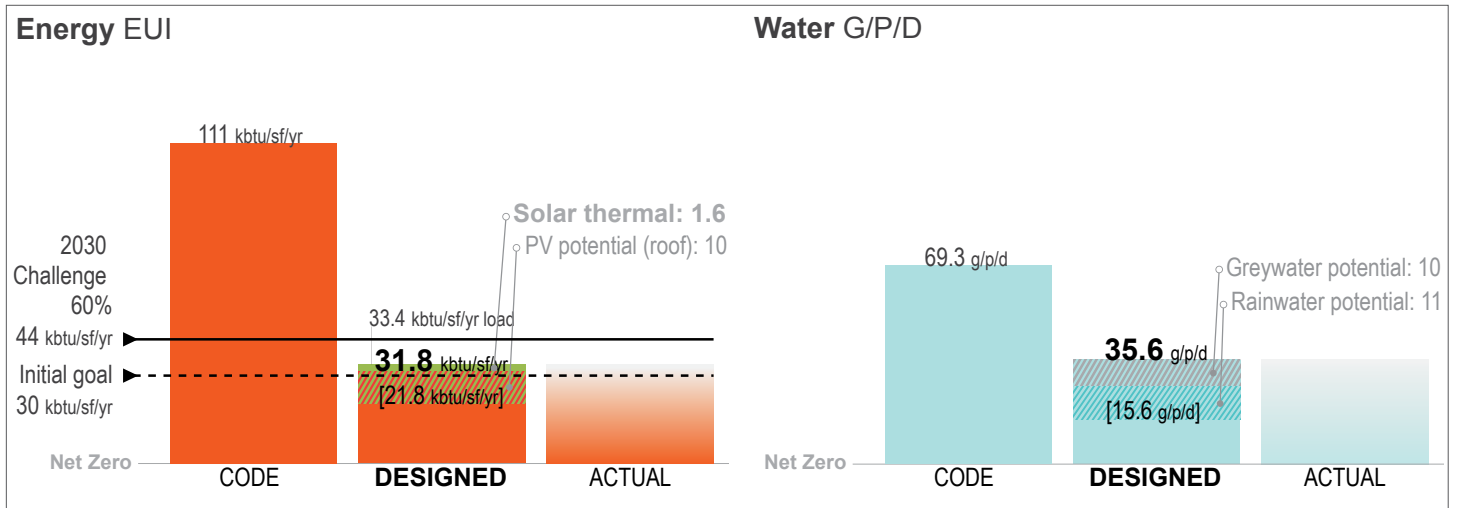 Energy EUI
111 kbtu/sf/yr
Solar thermal: 1.6
PV potential (roof): 10
2030
Challenge
60%
44 kbtu/sf/yr
33.4 kbtu/sf/yr load
31.8 kbtu/sf/yr
Initial goal
30 kbtu/sf/yr
[21.8 kbtu/sf/yr]
Net Zero
CODE
DESIGNED
ACTUAL
Water G/P/D
69.3 g/p/d
Greywater potential: 10
Rainwater potential: 11
35.6 g/p/d
[15.6 g/p/d]
Net Zero
CODE
DESIGNED
ACTUAL